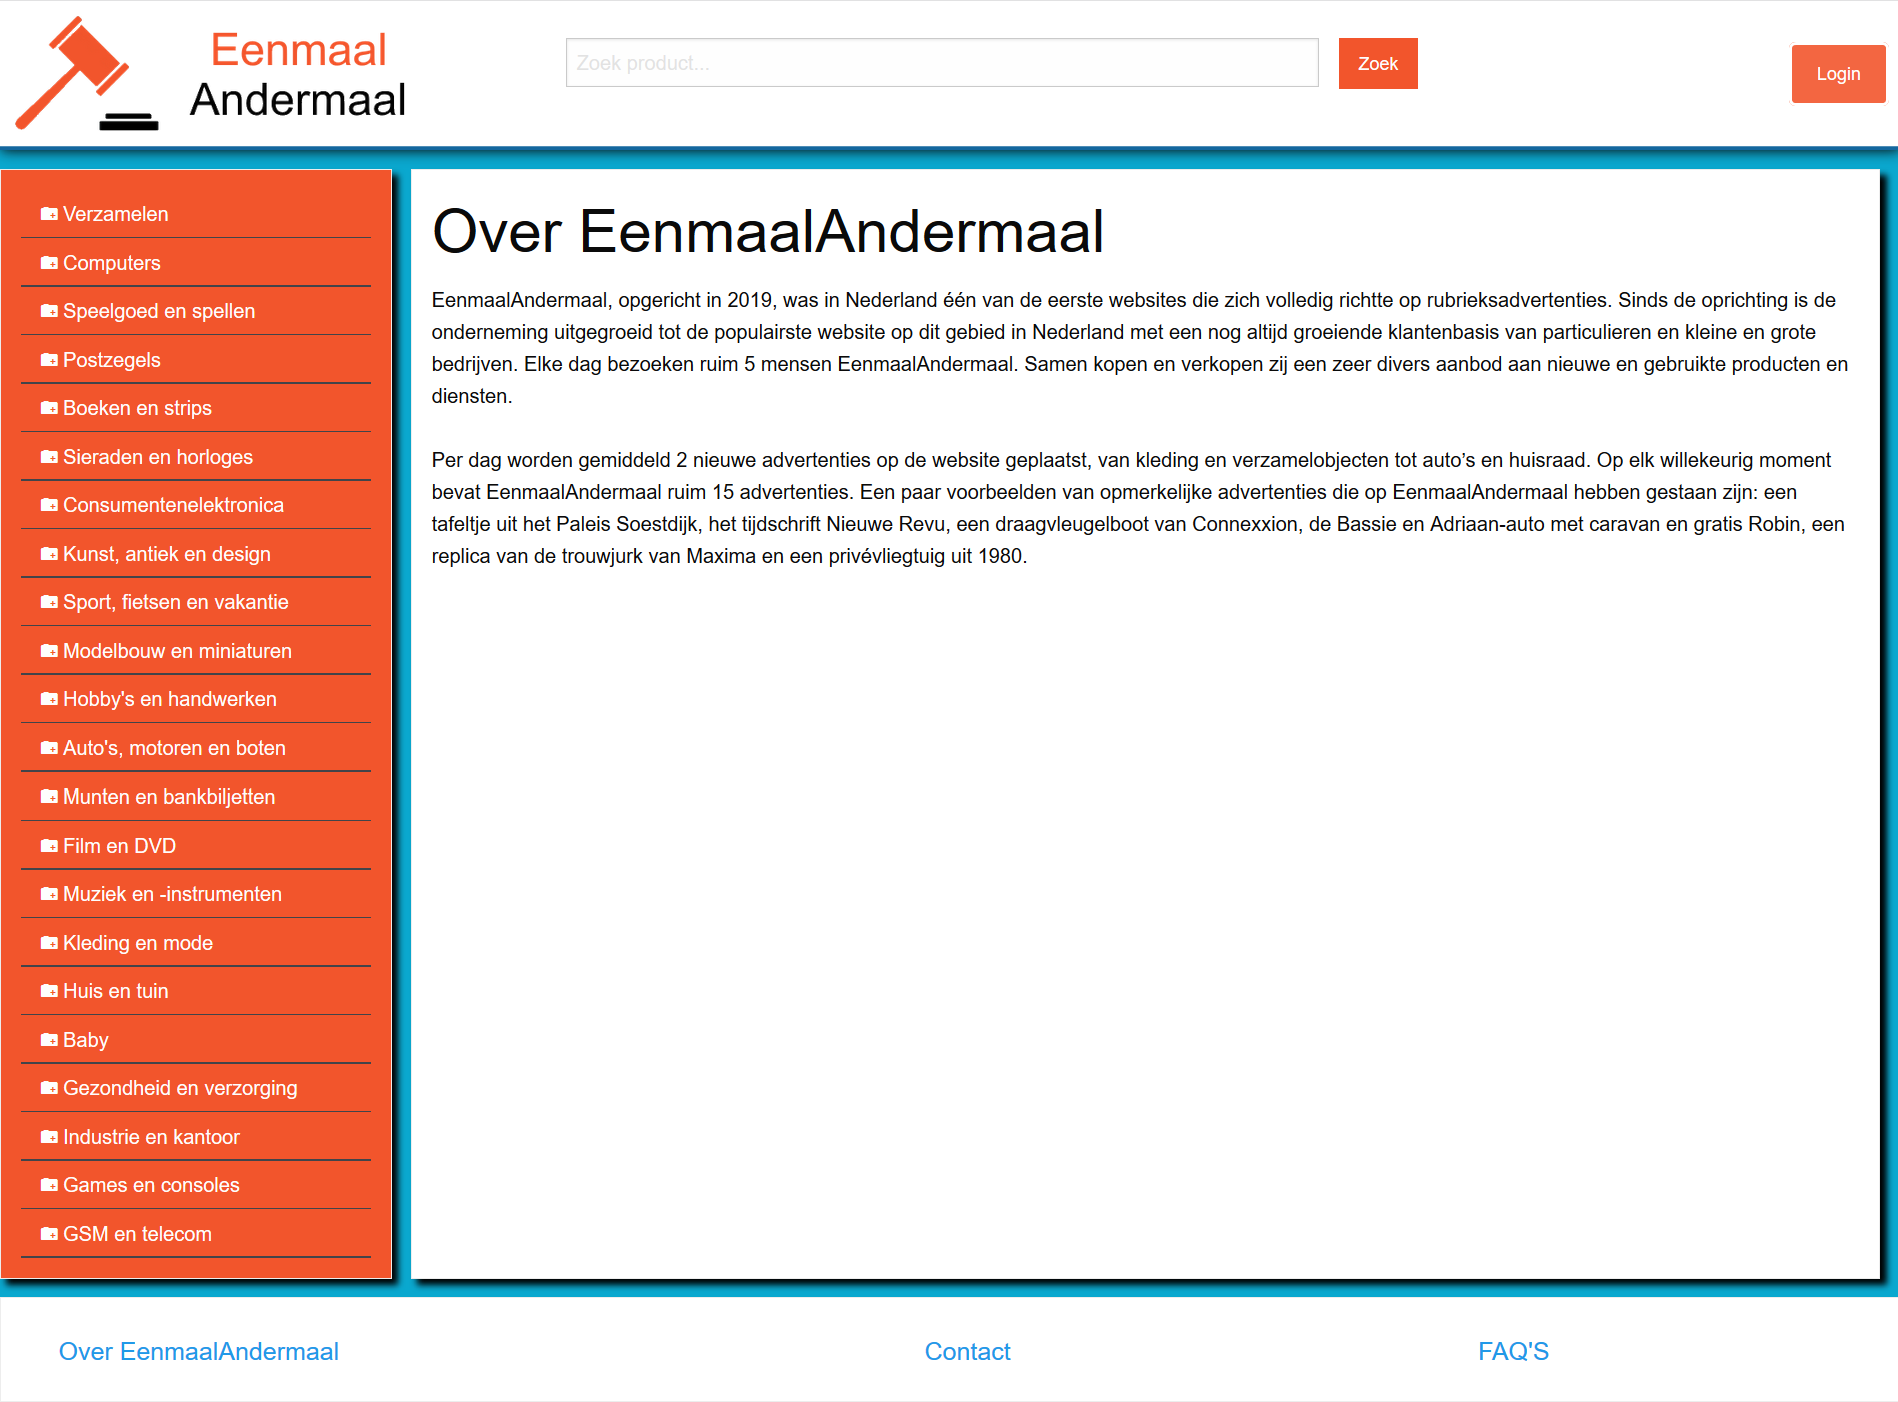 Eenmaal
Andermaal
Zoek product...
Zoek
Login
Verzamelen
Computers
Speelgoed en spellen
Postzegels
Boeken en strips
Sieraden en horloges
Consumentenelektronica
Kunst, antiek en design
Sport, fietsen en vakantie
Modelbouw en miniaturen
Hobby's en handwerken
Auto's, motoren en boten
Munten en bankbiljetten
Film en DVD
Muziek en -instrumenten
Kleding en mode
Huis en tuin
Baby
Gezondheid en verzorging
Industrie en kantoor
Games en consoles
GSM en telecom
Over EenmaalAndermaal
EenmaalAndermaal, opgericht in 2019, was in Nederland één van de eerste websites die zich volledig richtte op rubrieksadvertenties. Sinds de oprichting is de
onderneming uitgegroeid tot de populairste website op dit gebied in Nederland met een nog altijd groeiende klantenbasis van particulieren en kleine en grote
bedrijven. Elke dag bezoeken ruim 5 mensen EenmaalAndermaal. Samen kopen en verkopen zij een zeer divers aanbod aan nieuwe en gebruikte producten en
diensten.
Per dag worden gemiddeld 2 nieuwe advertenties op de website geplaatst, van kleding en verzamelobjecten tot auto’s en huisraad. Op elk willekeurig moment
bevat EenmaalAndermaal ruim 15 advertenties. Een paar voorbeelden van opmerkelijke advertenties die op EenmaalAndermaal hebben gestaan zijn: een
tafeltje uit het Paleis Soestdijk, het tijdschrift Nieuwe Revu, een draagvleugelboot van Connexxion, de Bassie en Adriaan-auto met caravan en gratis Robin, een
replica van de trouwjurk van Maxima en een privévliegtuig uit 1980.
Over EenmaalAndermaal
Contact
FAQ'S